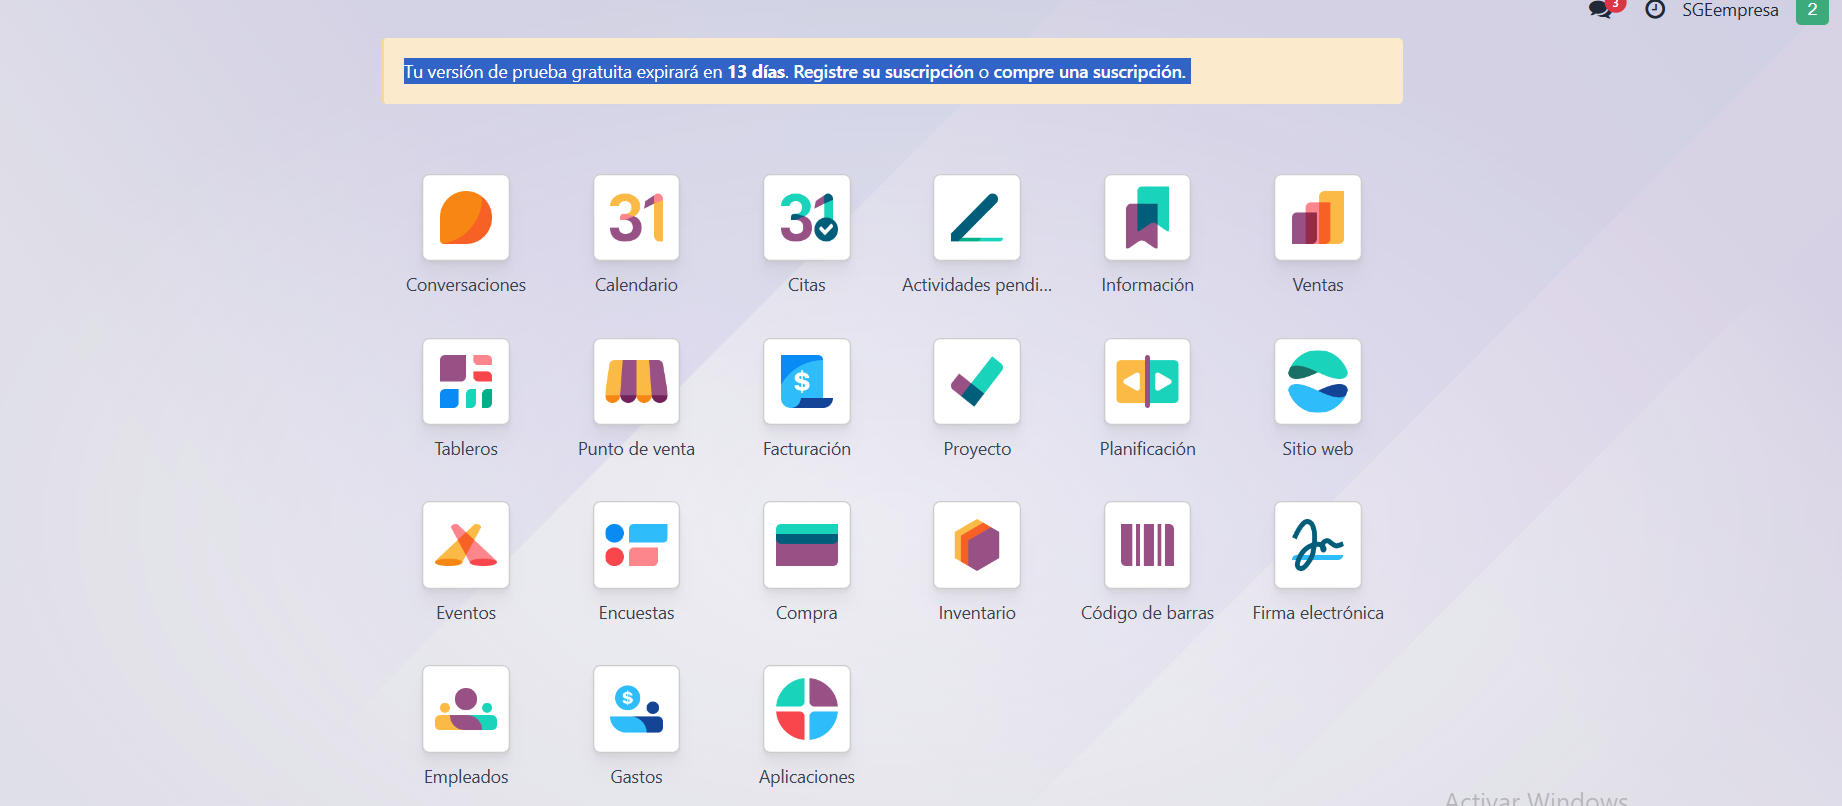 3 SGEempresa 2
Tu versión de prueba gratuita expirará en 13 días. Registre su suscripción o compre una suscripción.
31 31
Conversaciones Calendario Citas Actividades pendi... Información Ventas
$
Tableros Punto de venta Facturación Proyecto Planificación Sitio web
Eventos Encuestas Compra Inventario Código de barras Firma electrónica
$
Empleados Gastos Aplicaciones
Activar Windows